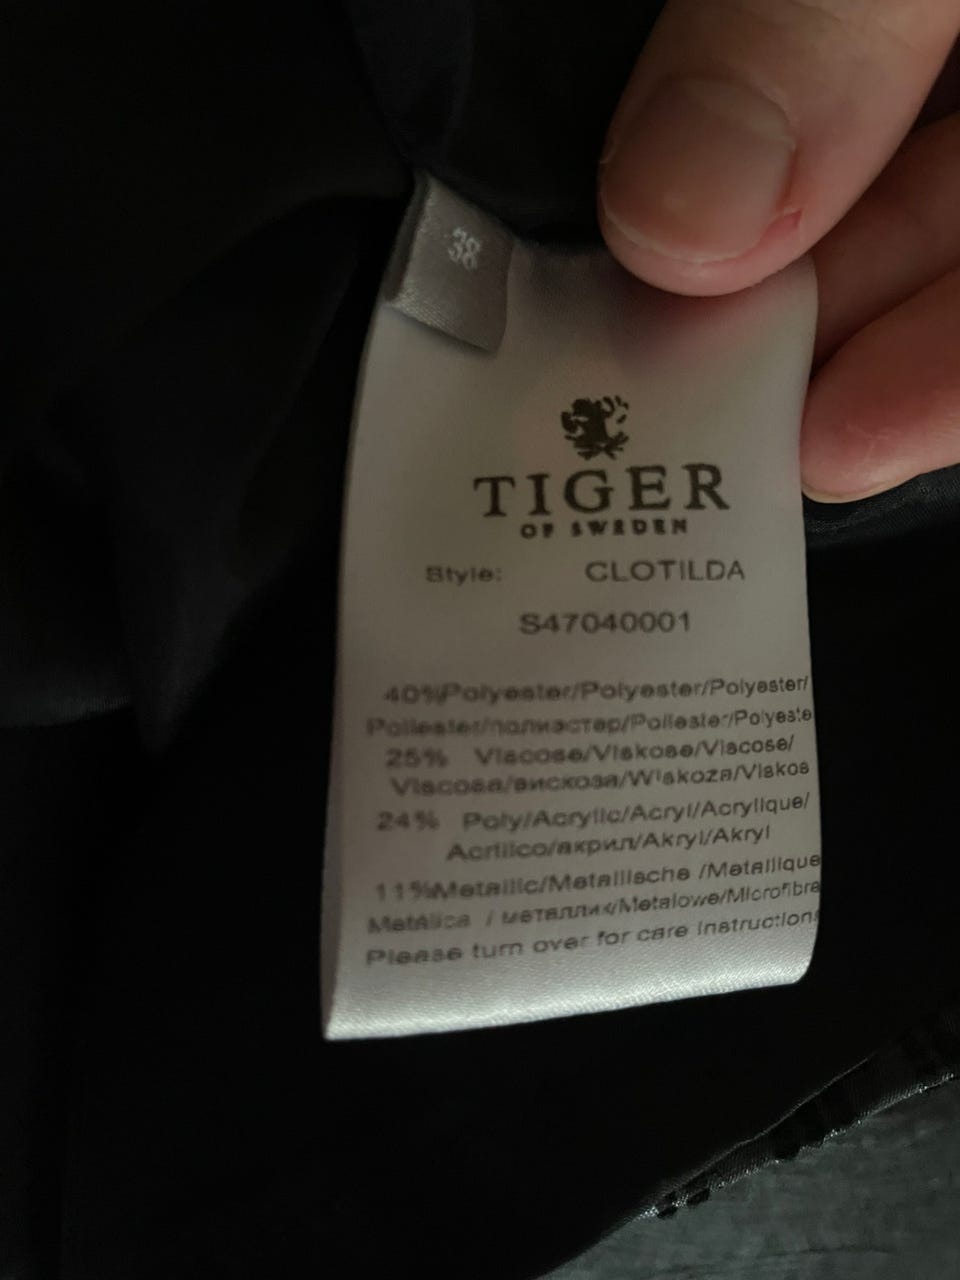 38
TIGER
OF SWEDEN
Style: CLOTILDA
S47040001
40%Polyester/Polyester/Polyester/
Poliester/полиэстер/Poliester/Polyeste
25% Viscose/Viskose/Viscose/
Viscosa/вискоза/Wiskoza/Viskos
24% Poly/Acrylic/Acryl/Acrylique/
Acrilico/акрил/Akryl/Akryl
11%Metallic/Metallische /Metallique
Metálica / металлик/Metalowe/Microfibre
Please turn over for care instructions